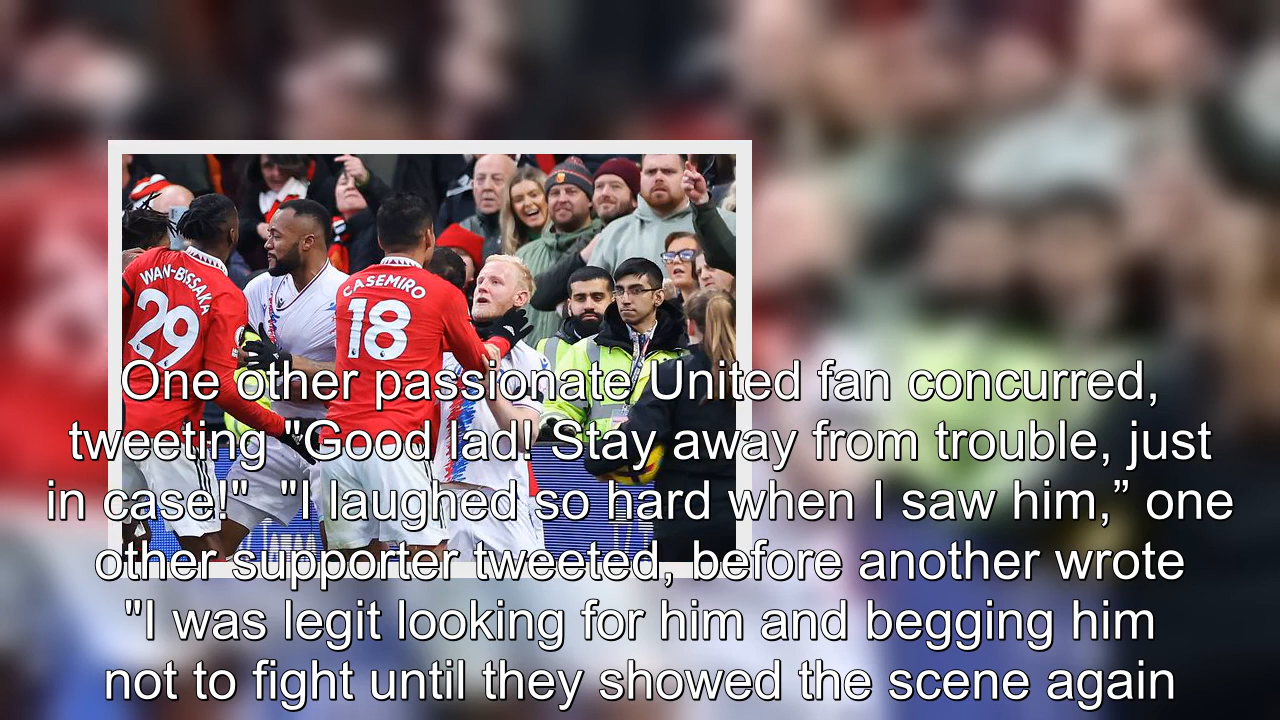 WAN-BISSAKA
29
CASEMIRO
18
One other passionate United fan concurred,
tweeting "Good lad! Stay away from trouble, just
in case!"  "I laughed so hard when I saw him,” one
other supporter tweeted, before another wrote
"I was legit looking for him and begging him
not to fight until they showed the scene again